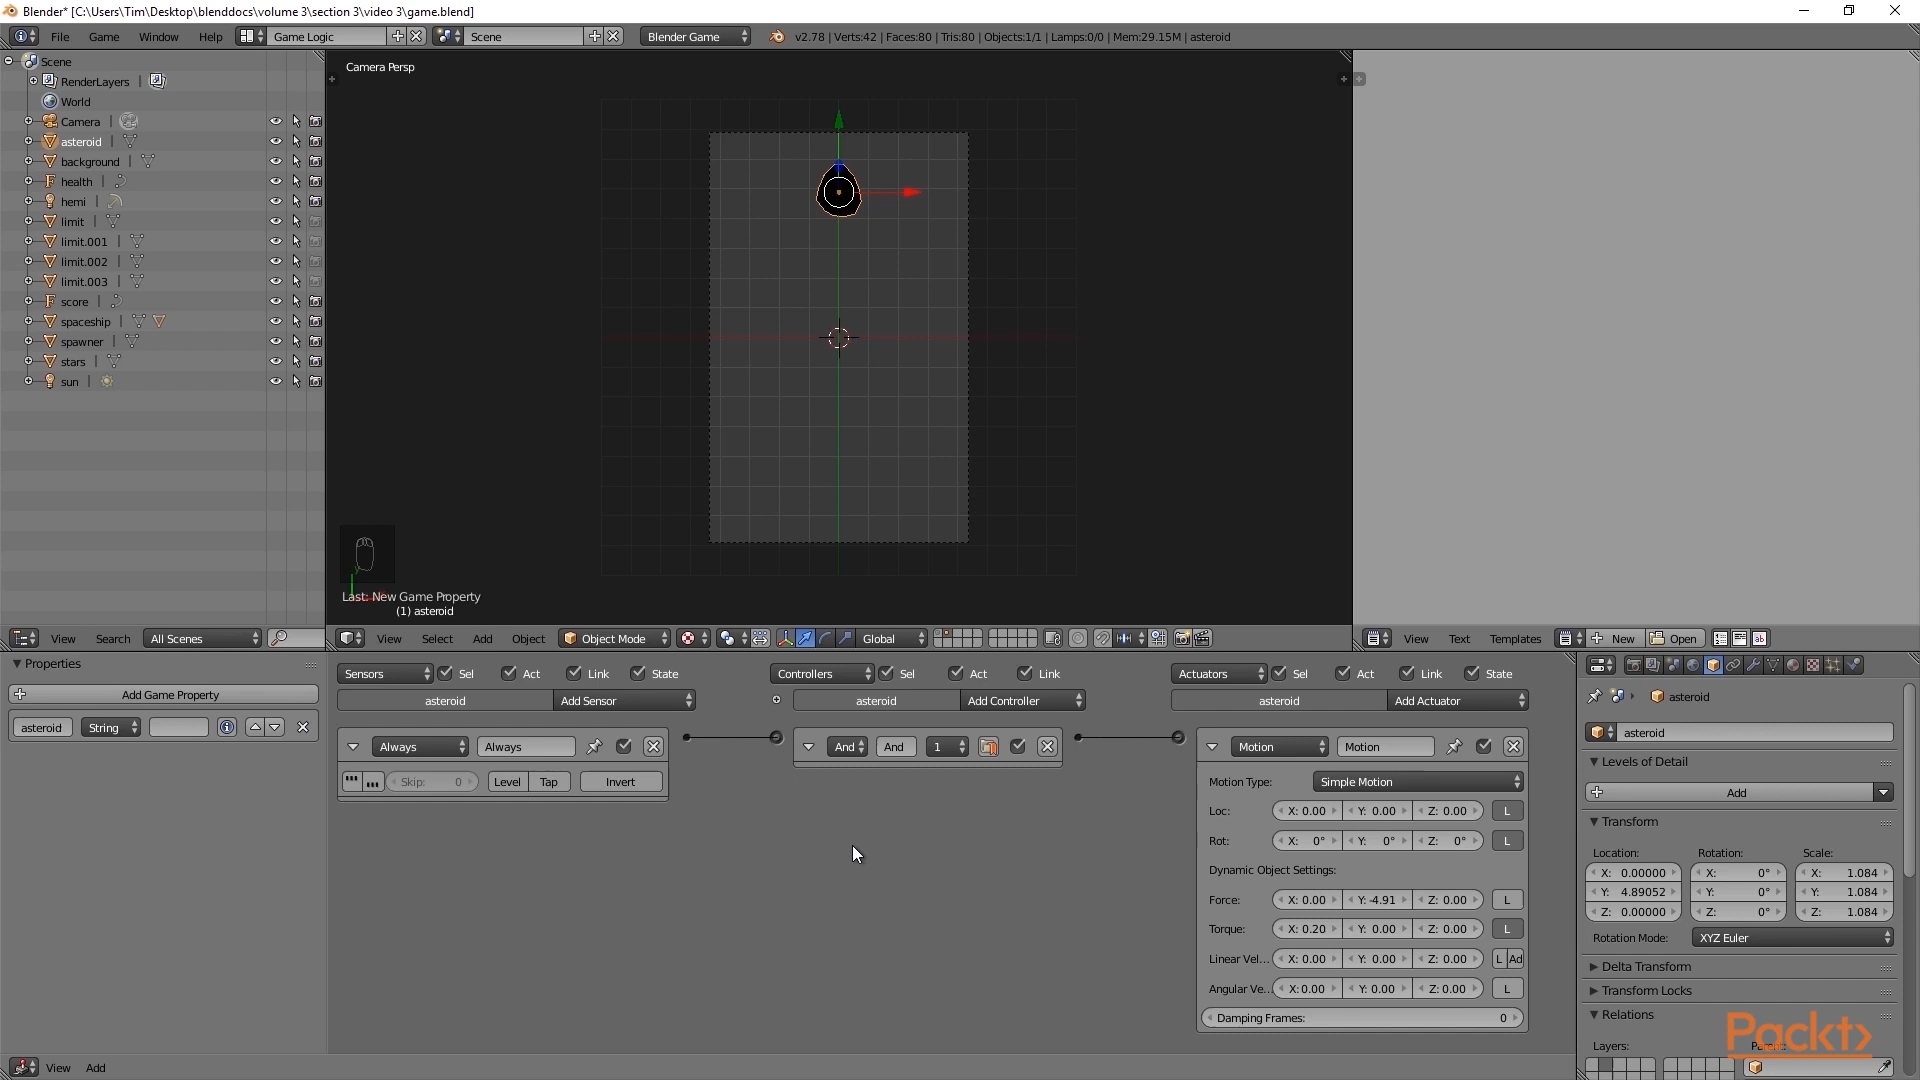 Blender* [C:\Users\Tim\Desktop\blenddocs\volume 3\section 3\video 3\game.blend]
File Game Window Help Game Logic Scene Blender Game v2.78 | Verts:42 | Faces:80 | Tris:80 | Objects:1/1 | Lamps:0/0 | Mem:29.15M | asteroid
Scene
RenderLayers
World
Camera
asteroid
background
health
hemi
limit
limit.001
limit.002
limit.003
score
spaceship
spawner
stars
sun
Camera Persp
Last: New Game Property
(1) asteroid
View Search All Scenes
View Select Add Object Object Mode Global
View Text Templates New Open
Properties
Add Game Property
asteroid String
Sensors Sel Act Link State
asteroid Add Sensor
Always Always
Skip: 0 Level Tap Invert
Controllers Sel Act Link
asteroid Add Controller
And And 1
Actuators Sel Act Link State
asteroid Add Actuator
Motion Motion
Motion Type: Simple Motion
Loc: X: 0.00 Y: 0.00 Z: 0.00 L
Rot: X: 0° Y: 0° Z: 0° L
Dynamic Object Settings:
Force: X: 0.00 Y: -4.91 Z: 0.00 L
Torque: X: 0.20 Y: 0.00 Z: 0.00 L
Linear Vel... X: 0.00 Y: 0.00 Z: 0.00 L Ad
Angular Ve... X: 0.00 Y: 0.00 Z: 0.00 L
Damping Frames: 0
asteroid
asteroid
Levels of Detail
Add
Transform
Location: Rotation: Scale:
X: 0.00000 X: 0° X: 1.084
Y: 4.89052 Y: 0° Y: 1.084
Z: 0.00000 Z: 0° Z: 1.084
Rotation Mode: XYZ Euler
Delta Transform
Transform Locks
Relations
Layers:
Packt>
View Add